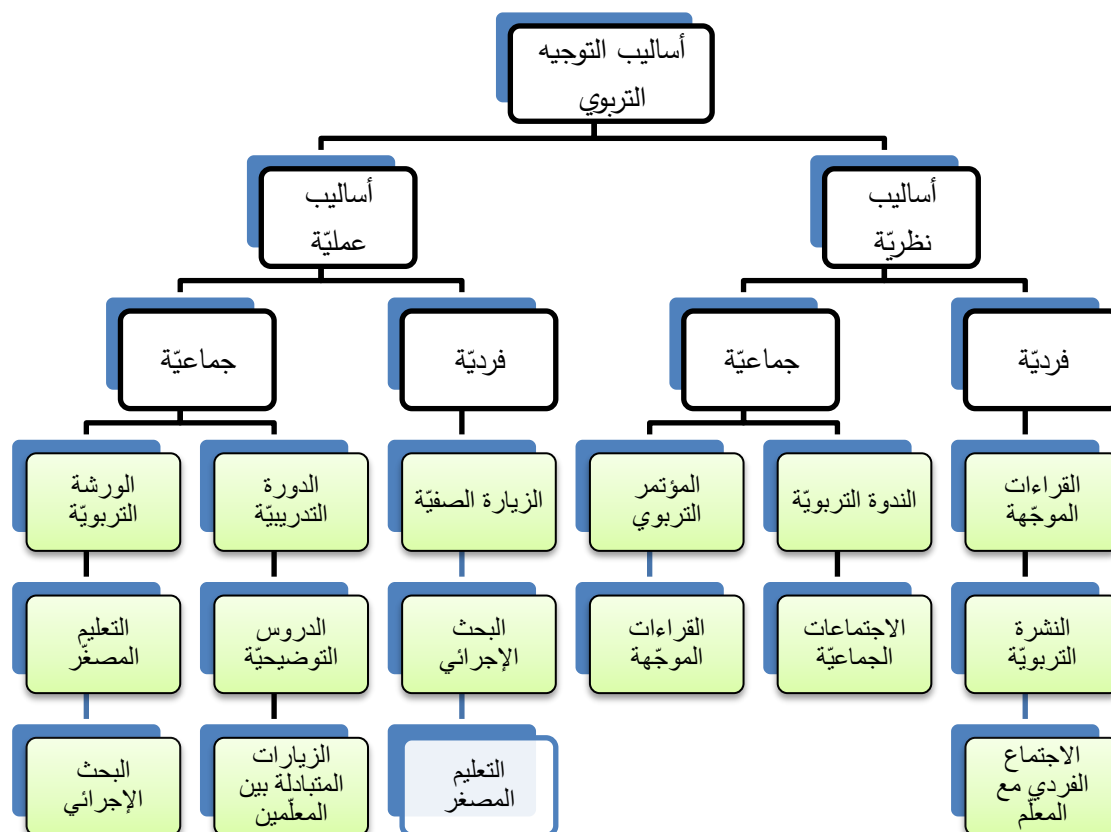 أساليب التوجيه
التربوي
أساليب
نظريّة
أساليب
عمليّة
فرديّة
جماعيّة
فرديّة
جماعيّة
القراءات
الموجّهة
الندوة التربويّة
المؤتمر
التربوي
الزيارة الصفيّة
الدورة
التدريبيّة
الورشة
التربويّة
النشرة
التربويّة
الاجتماعات
الجماعيّة
القراءات
الموجّهة
البحث
الإجرائي
الدروس
التوضيحيّة
التعليم
المصغّر
الاجتماع
الفردي مع
المعلّم
التعليم
المصغر
الزيارات
المتبادلة بين
المعلّمين
البحث
الإجرائي